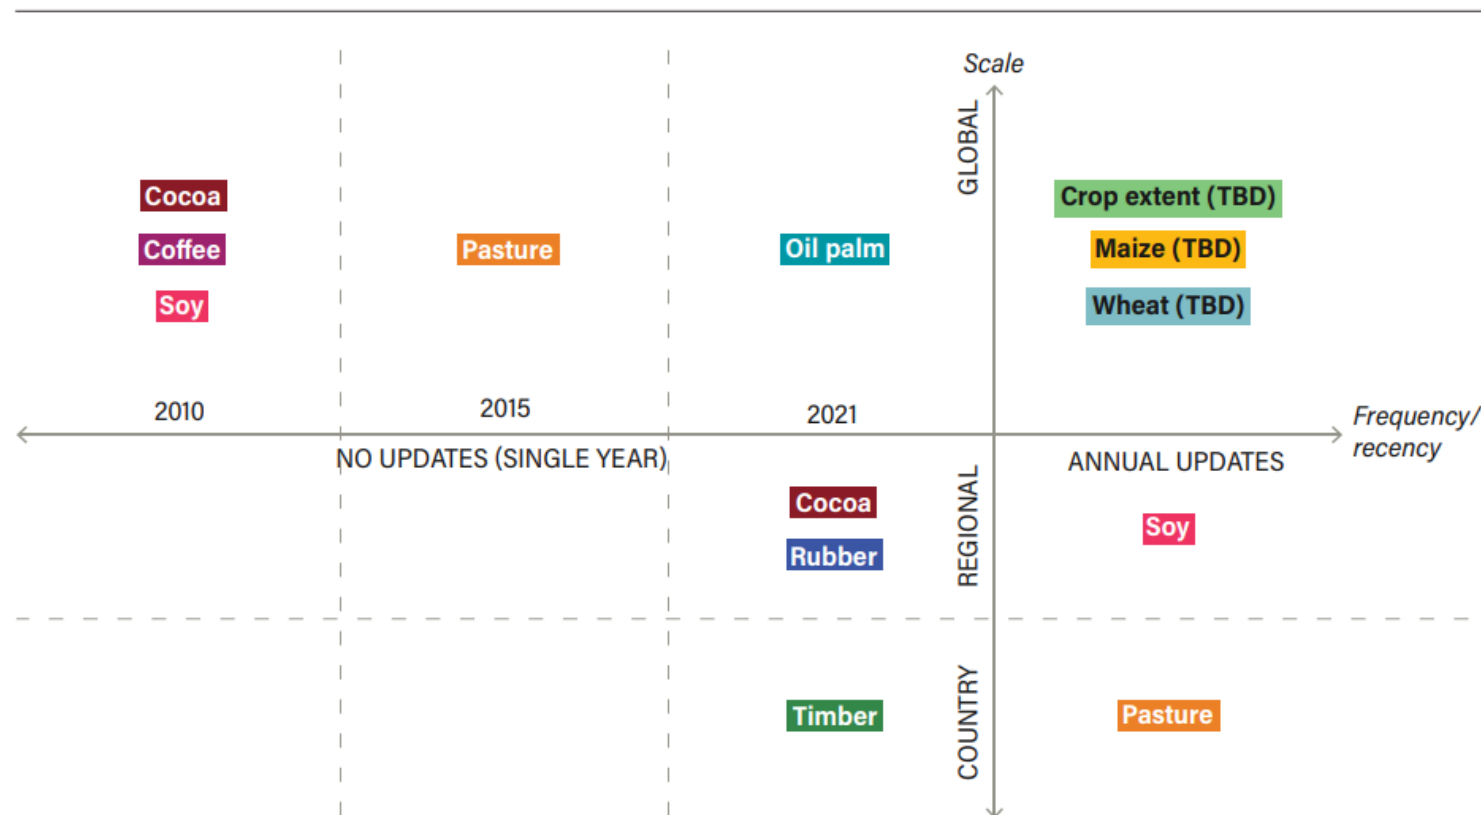 Scale
GLOBAL
Cocoa
Coffee
Soy
Pasture
Oil palm
Crop extent (TBD)
Maize (TBD)
Wheat (TBD)
2010
2015
2021
Frequency/
recency
NO UPDATES (SINGLE YEAR)
ANNUAL UPDATES
REGIONAL
Cocoa
Rubber
Soy
COUNTRY
Timber
Pasture